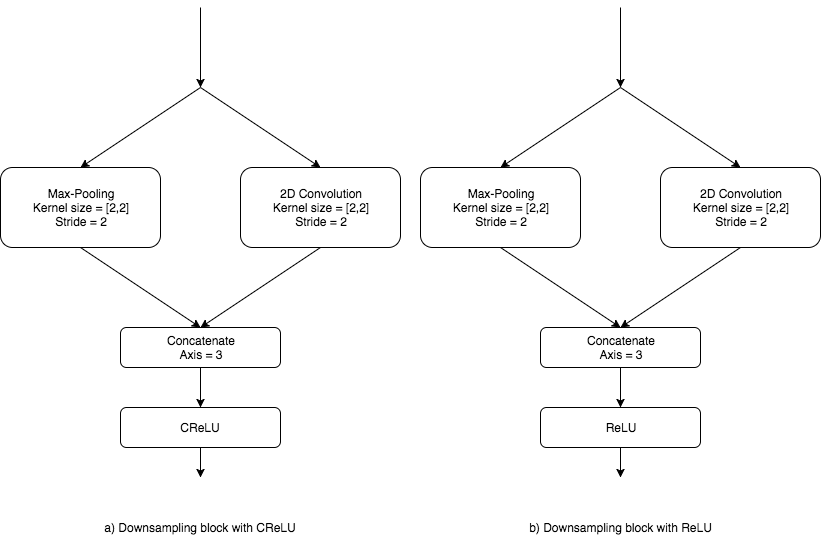 Max-Pooling
Kernel size = [2,2]
Stride = 2
2D Convolution
Kernel size = [2,2]
Stride = 2
Concatenate
Axis = 3
CReLU
a) Downsampling block with CReLU
Max-Pooling
Kernel size = [2,2]
Stride = 2
2D Convolution
Kernel size = [2,2]
Stride = 2
Concatenate
Axis = 3
ReLU
b) Downsampling block with ReLU